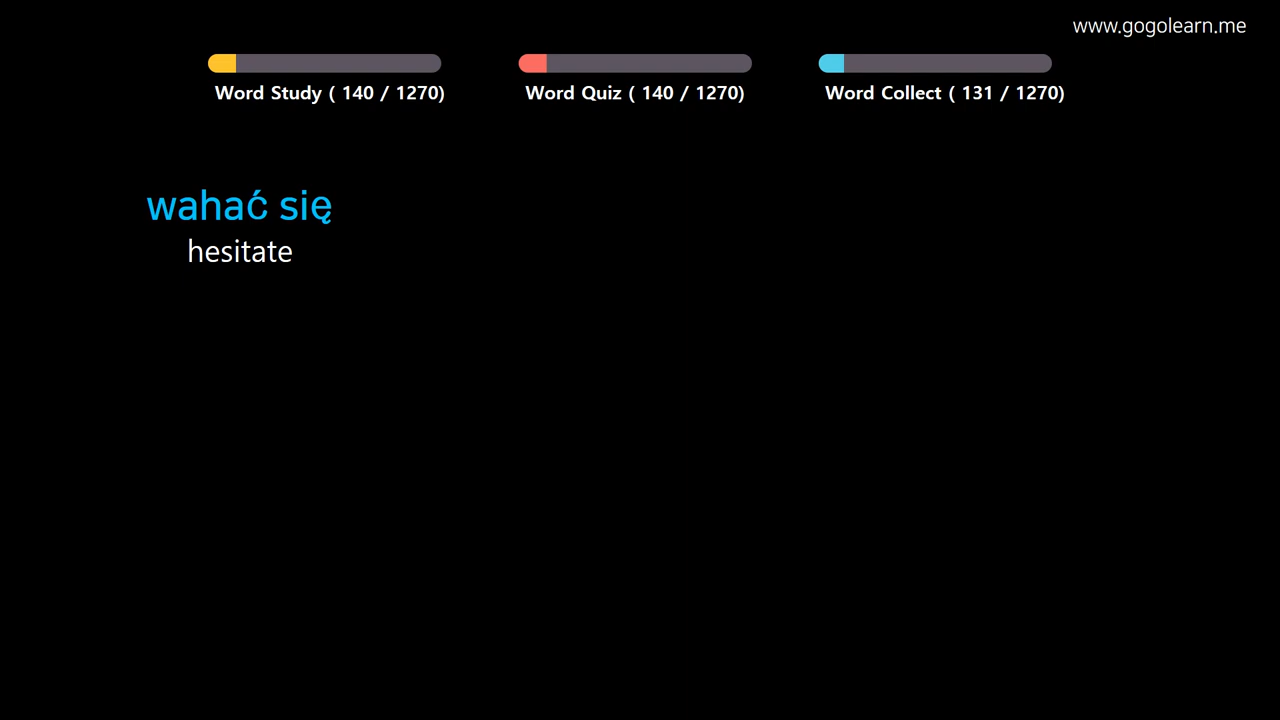 www.gogolearn.me
Word Study ( 140 / 1270)
Word Quiz ( 140 / 1270)
Word Collect ( 131 / 1270)
wahać się
hesitate